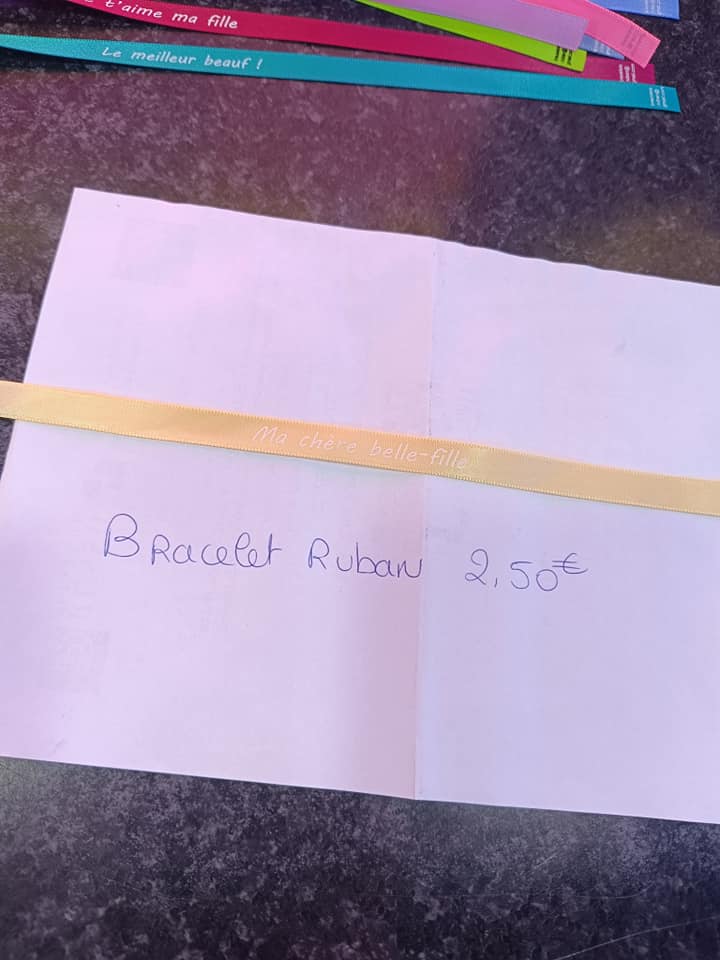 t'aime ma fille
Le meilleur beauf !
Ma chère belle-fille
Bracelet Ruban 2,50€